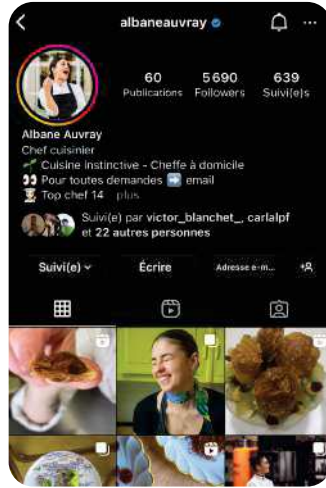 albaneauvray
60 5 690 639
Publications Followers Suivi(e)s
Albane Auvray
Chef cuisinier
🌱 Cuisine instinctive - Cheffe à domicile
👀 Pour toutes demandes ➡️ email
👩🏻‍🍳 Top chef 14 plus
Suivi(e) par victor_blanchet_, carlalpf
et 22 autres personnes
Suivi(e) Écrire Adresse e-m...